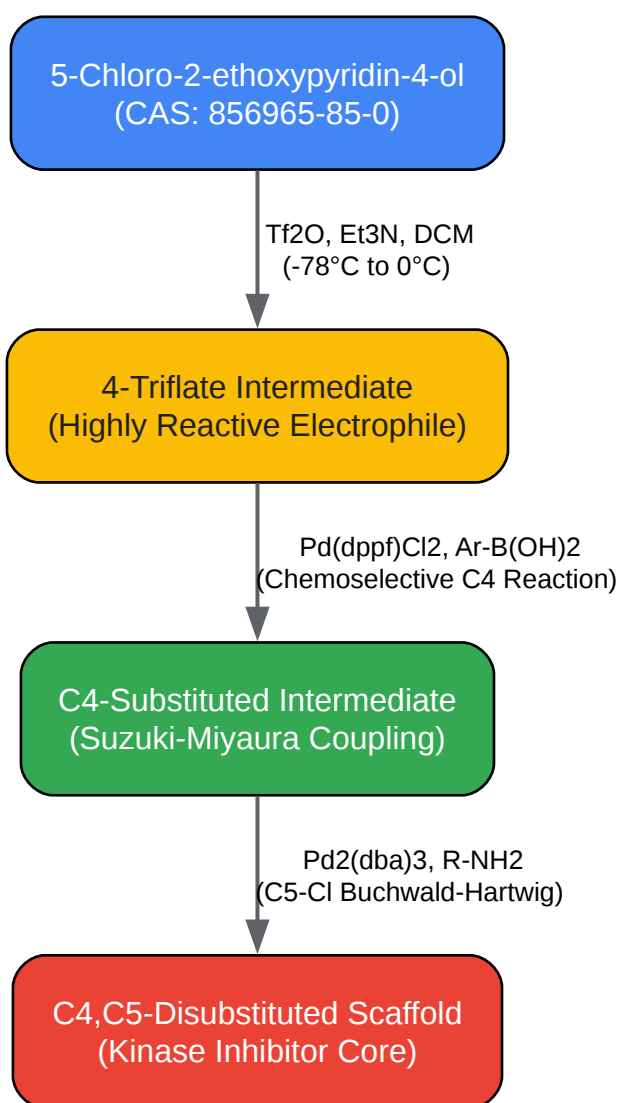 5-Chloro-2-ethoxypyridin-4-ol
(CAS: 856965-85-0)
Tf2O, Et3N, DCM
(-78°C to 0°C)
4-Triflate Intermediate
(Highly Reactive Electrophile)
Pd(dppf)Cl2, Ar-B(OH)2
(Chemoselective C4 Reaction)
C4-Substituted Intermediate
(Suzuki-Miyaura Coupling)
Pd2(dba)3, R-NH2
(C5-Cl Buchwald-Hartwig)
C4,C5-Disubstituted Scaffold
(Kinase Inhibitor Core)